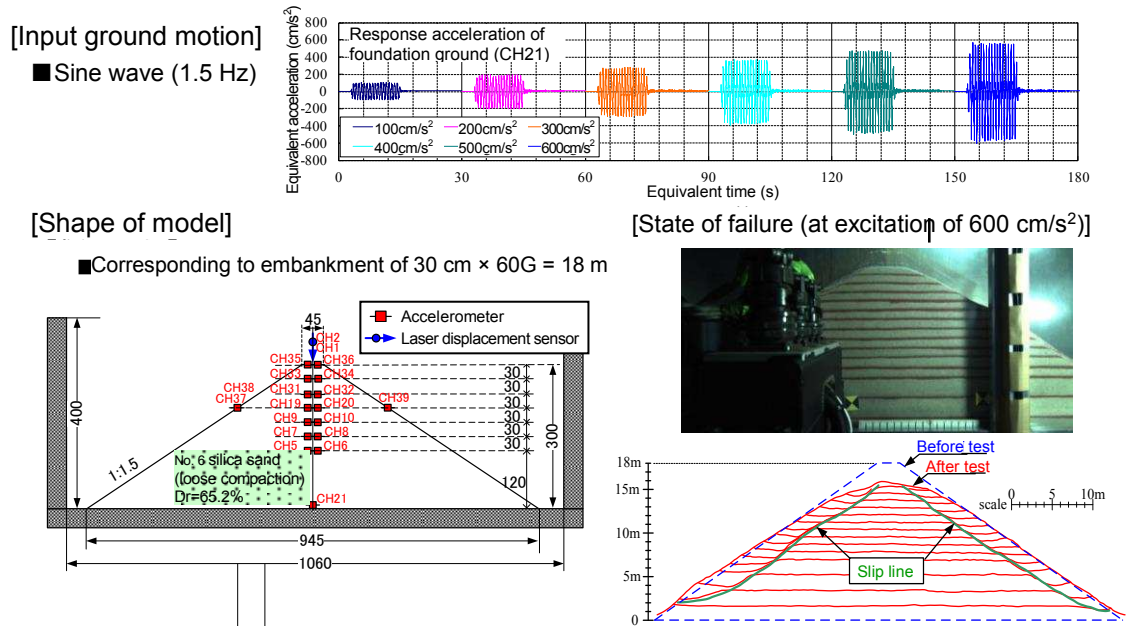 [Input ground motion]
■Sine wave (1.5 Hz)
Equivalent acceleration (cm/s²)
800
600
400
200
0
-200
-400
-600
-800
Response acceleration of
foundation ground (CH21)
100cm/s² 200cm/s² 300cm/s²
400cm/s² 500cm/s² 600cm/s²
0 30 60 90 120 150 180
Equivalent time (s)
[Shape of model]
■Corresponding to embankment of 30 cm × 60G = 18 m
Accelerometer
Laser displacement sensor
45
CH2
CH1
CH35 CH36
CH33 CH34
CH31 CH32
CH38
CH37 CH19 CH20 CH39
CH9 CH10
CH7 CH8
CH5 CH6
CH21
30
30
30
30
30
30
120
300
400
1:1.5
No. 6 silica sand
(loose compaction)
Dr=65.2%
945
1060
[State of failure (at excitation of 600 cm/s²)]
Before test
After test
18m
15m
10m
5m
0
scale
0 5 10m
Slip line